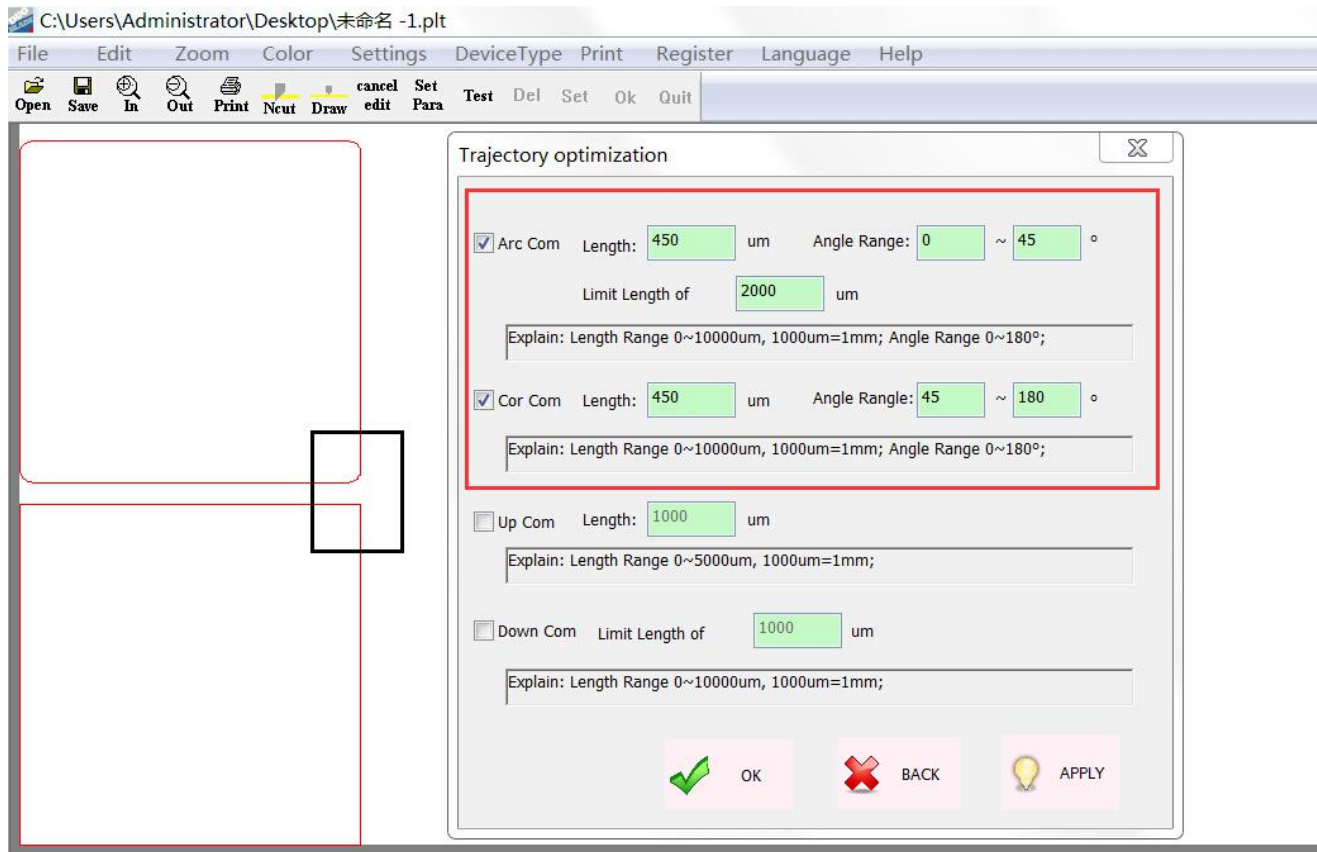 C:\Users\Administrator\Desktop\未命名 -1.plt
File Edit Zoom Color Settings DeviceType Print Register Language Help
Open Save In Out Print Ncut Draw cancel edit Set Para Test Del Set Ok Quit
Trajectory optimization
Arc Com Length: 450 um Angle Range: 0 ~ 45 °
Limit Length of 2000 um
Explain: Length Range 0~10000um, 1000um=1mm; Angle Range 0~180º;
Cor Com Length: 450 um Angle Rangle: 45 ~ 180 °
Explain: Length Range 0~10000um, 1000um=1mm; Angle Range 0~180º;
Up Com Length: 1000 um
Explain: Length Range 0~5000um, 1000um=1mm;
Down Com Limit Length of 1000 um
Explain: Length Range 0~10000um, 1000um=1mm;
OK BACK APPLY